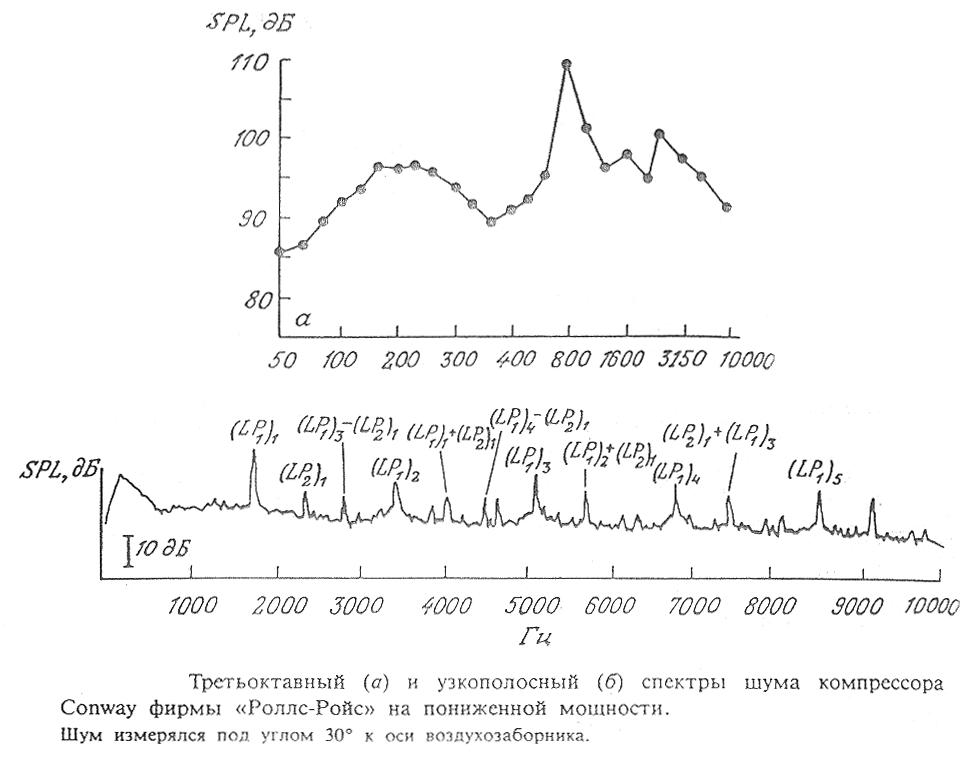 SPL, дБ
110
100
90
80
а
50 100 200 300 400 800 1600 3150 10000
(LP₁)₁
(LP₂)₁
(LP₁)₃–(LP₂)₁
(LP₁)₂
(LP₁)₁+(LP₂)₁
(LP₁)₄–(LP₂)₁
(LP₁)₃
(LP₁)₂+(LP₂)₁
(LP₁)₄
(LP₂)₁+(LP₁)₃
(LP₁)₅
SPL, дБ
10 дБ
1000 2000 3000 4000 5000 6000 7000 8000 9000 10000
Гц
Третьоктавный (а) и узкополосный (б) спектры шума компрессора
Conway фирмы «Роллс-Ройс» на пониженной мощности.
Шум измерялся под углом 30° к оси воздухозаборника.